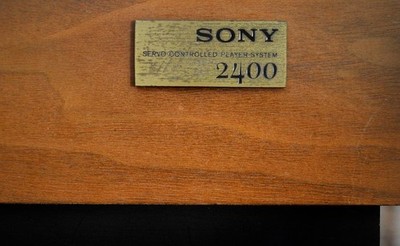 SONY
SERVO CONTROLLED PLAYER SYSTEM
2400